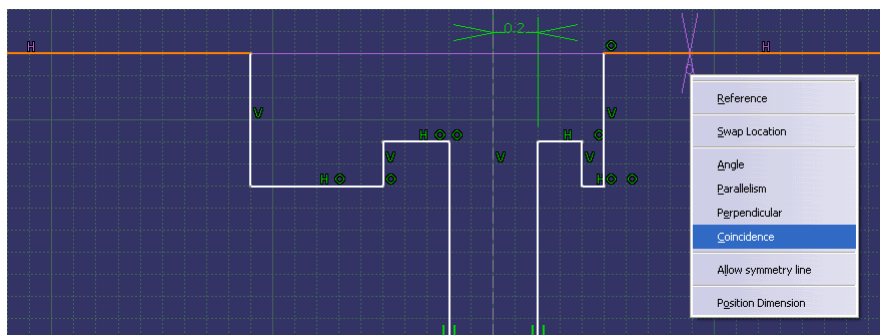 0.2
H
H
V
V
H
H
V
V
V
H
H
Reference
Swap Location
Angle
Parallelism
Perpendicular
Coincidence
Allow symmetry line
Position Dimension